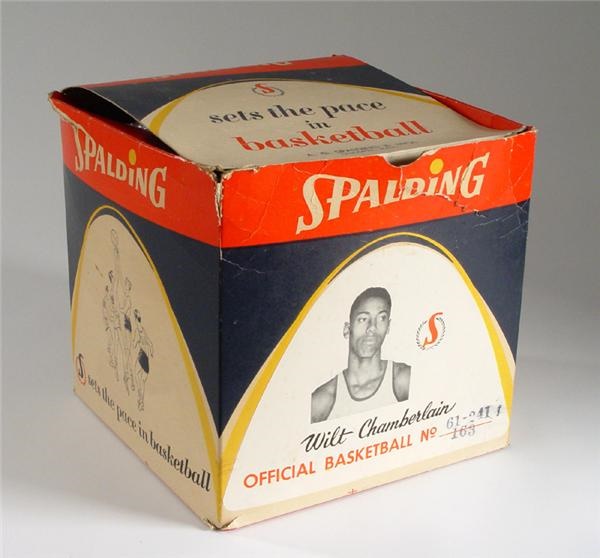 S
sets the pace
in
basketball
SPALDING
SPALDING
S
Wilt Chamberlain
OFFICIAL BASKETBALL Nº 163
61-241
S
sets the pace in basketball